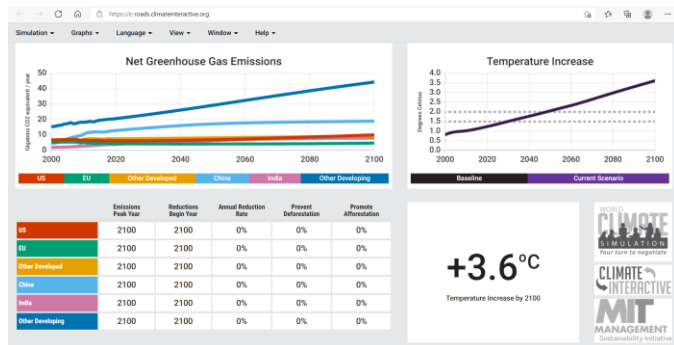 https://c-roads.climateinteractive.org
Simulation Graphs Language View Window Help
Net Greenhouse Gas Emissions
Gigatons CO2 equivalent / year
50
40
30
20
10
0
2000 2020 2040 2060 2080 2100
US EU Other Developed China India Other Developing
Temperature Increase
Degrees Celsius
4.0
3.5
3.0
2.5
2.0
1.5
1.0
0.5
0.0
2000 2020 2040 2060 2080 2100
Baseline Current Scenario
Emissions Peak Year Reductions Begin Year Annual Reduction Rate Prevent Deforestation Promote Afforestation
US 2100 2100 0% 0% 0%
EU 2100 2100 0% 0% 0%
Other Developed 2100 2100 0% 0% 0%
China 2100 2100 0% 0% 0%
India 2100 2100 0% 0% 0%
Other Developing 2100 2100 0% 0% 0%
+3.6°C
Temperature Increase by 2100
WORLD
CLIMATE
SIMULATION
Your turn to negotiate
CLIMATE
INTERACTIVE
MIT
MANAGEMENT
Sustainability Initiative